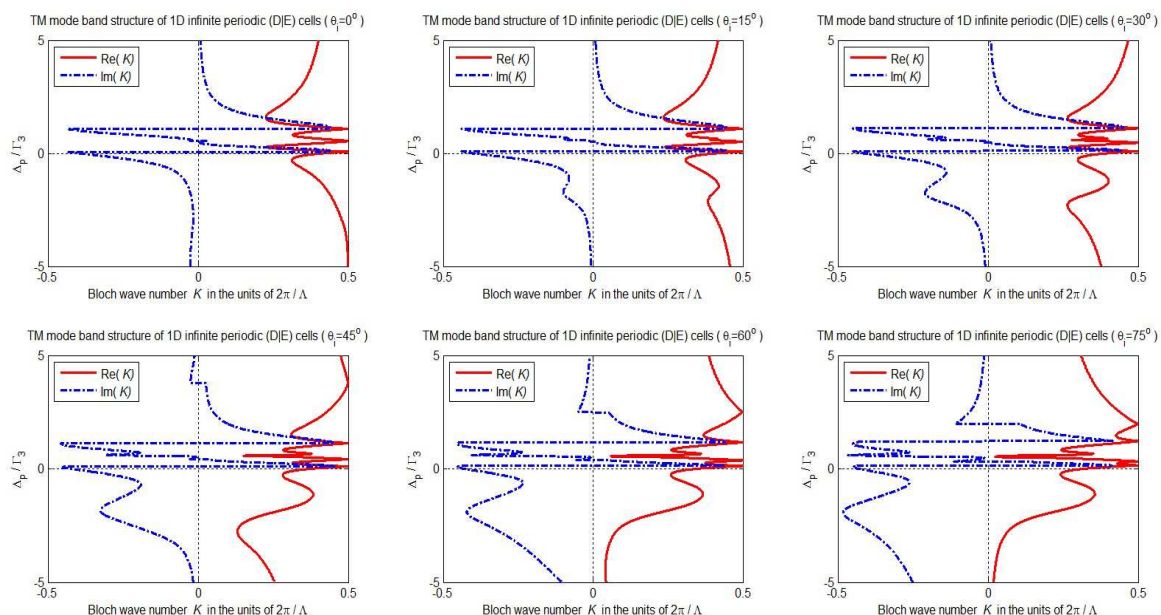 TM mode band structure of 1D infinite periodic (D|E) cells ( θi=0°)
5
0
-5
Δp / Γ3
Re(K)
Im(K)
-0.5
0
0.5
Bloch wave number K in the units of 2π / Λ
TM mode band structure of 1D infinite periodic (D|E) cells ( θi=15°)
5
0
-5
Δp / Γ3
Re(K)
Im(K)
-0.5
0
0.5
Bloch wave number K in the units of 2π / Λ
TM mode band structure of 1D infinite periodic (D|E) cells ( θi=30°)
5
0
-5
Δp / Γ3
Re(K)
Im(K)
-0.5
0
0.5
Bloch wave number K in the units of 2π / Λ
TM mode band structure of 1D infinite periodic (D|E) cells ( θi=45°)
5
0
-5
Δp / Γ3
Re(K)
Im(K)
-0.5
0
0.5
Bloch wave number K in the units of 2π / Λ
TM mode band structure of 1D infinite periodic (D|E) cells ( θi=60°)
5
0
-5
Δp / Γ3
Re(K)
Im(K)
-0.5
0
0.5
Bloch wave number K in the units of 2π / Λ
TM mode band structure of 1D infinite periodic (D|E) cells ( θi=75°)
5
0
-5
Δp / Γ3
Re(K)
Im(K)
-0.5
0
0.5
Bloch wave number K in the units of 2π / Λ